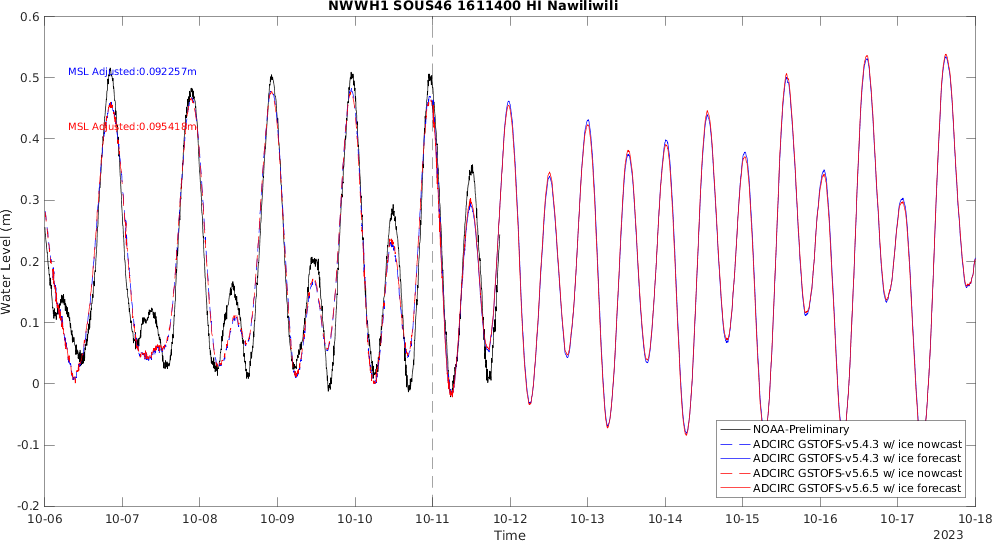 NWWH1 SOUS46 1611400 HI Nawiliwili
0.6
0.5
0.4
0.3
0.2
0.1
0
-0.1
-0.2
Water Level (m)
MSL Adjusted:0.092257m
MSL Adjusted:0.095418m
NOAA-Preliminary
ADCIRC GSTOFS-v5.4.3 w/ ice nowcast
ADCIRC GSTOFS-v5.4.3 w/ ice forecast
ADCIRC GSTOFS-v5.6.5 w/ ice nowcast
ADCIRC GSTOFS-v5.6.5 w/ ice forecast
10-06 10-07 10-08 10-09 10-10 10-11 10-12 10-13 10-14 10-15 10-16 10-17 10-18
Time
2023